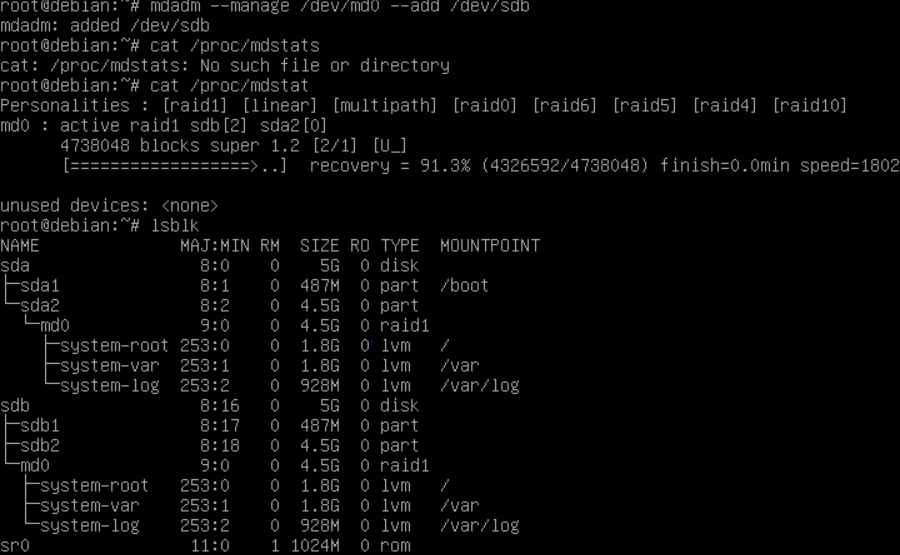 root@debian:~# mdadm --manage /dev/md0 --add /dev/sdb
mdadm: added /dev/sdb
root@debian:~# cat /proc/mdstats
cat: /proc/mdstats: No such file or directory
root@debian:~# cat /proc/mdstat
Personalities : [raid1] [linear] [multipath] [raid0] [raid6] [raid5] [raid4] [raid10]
md0 : active raid1 sdb[2] sda2[0]
      4738048 blocks super 1.2 [2/1] [U_]
      [==================>..]  recovery = 91.3% (4326592/4738048) finish=0.0min speed=1802
unused devices: <none>
root@debian:~# lsblk
NAME              MAJ:MIN RM  SIZE RO TYPE  MOUNTPOINT
sda                 8:0    0    5G  0 disk
├─sda1              8:1    0  487M  0 part  /boot
└─sda2              8:2    0  4.5G  0 part
  └─md0             9:0    0  4.5G  0 raid1
    ├─system-root 253:0    0  1.8G  0 lvm   /
    ├─system-var  253:1    0  1.8G  0 lvm   /var
    └─system-log  253:2    0  928M  0 lvm   /var/log
sdb                 8:16   0    5G  0 disk
├─sdb1              8:17   0  487M  0 part
├─sdb2              8:18   0  4.5G  0 part
└─md0               9:0    0  4.5G  0 raid1
  ├─system-root   253:0    0  1.8G  0 lvm   /
  ├─system-var    253:1    0  1.8G  0 lvm   /var
  └─system-log    253:2    0  928M  0 lvm   /var/log
sr0                11:0    1 1024M  0 rom